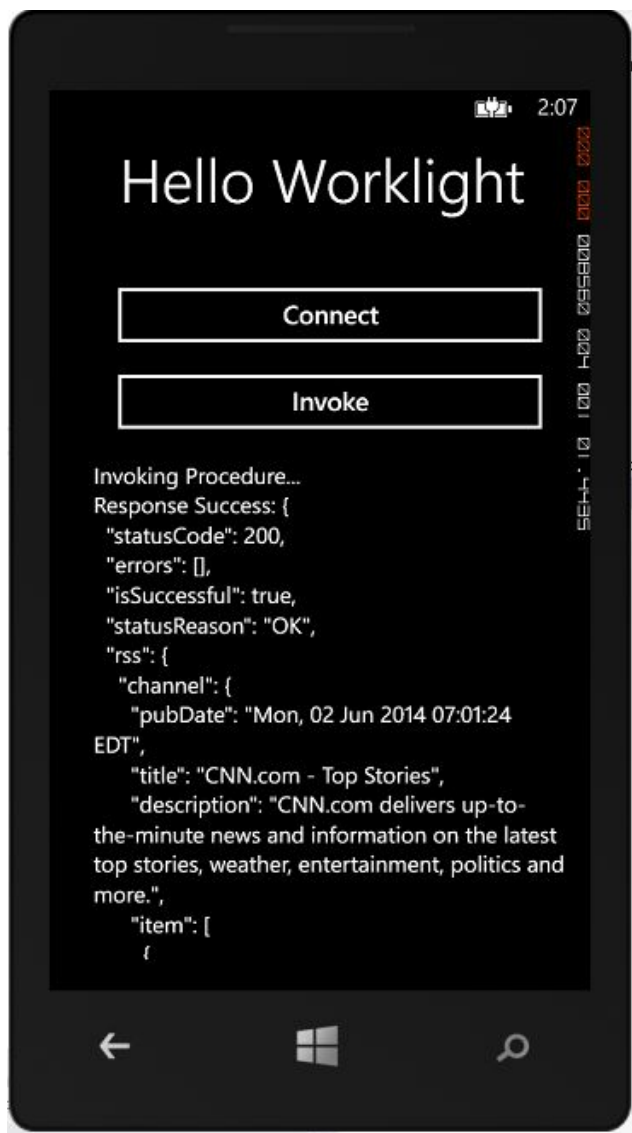 2:07
Hello Worklight
Connect
Invoke
Invoking Procedure...
Response Success: {
"statusCode": 200,
"errors": [],
"isSuccessful": true,
"statusReason": "OK",
"rss": {
"channel": {
"pubDate": "Mon, 02 Jun 2014 07:01:24
EDT",
"title": "CNN.com - Top Stories",
"description": "CNN.com delivers up-to-
the-minute news and information on the latest
top stories, weather, entertainment, politics and
more.",
"item": [
{